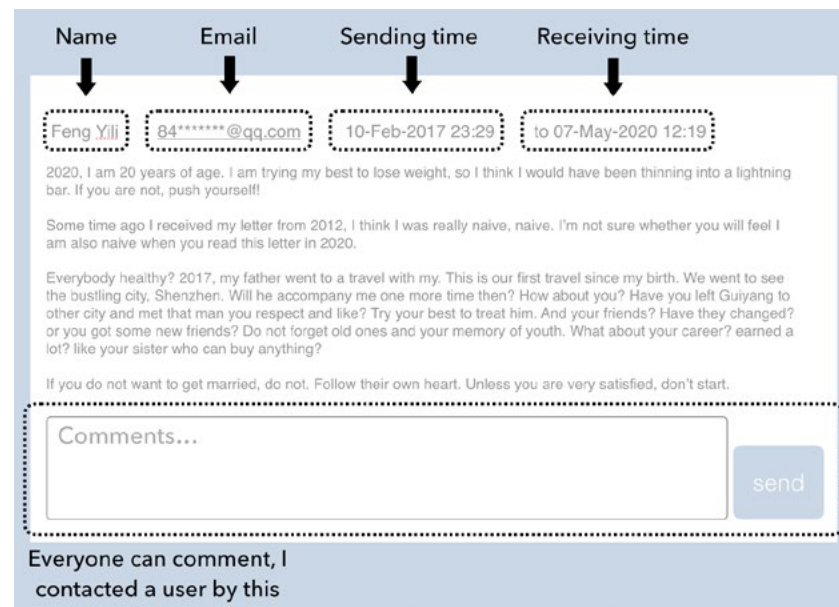 Name Email Sending time Receiving time
Feng Yili 84*******@qq.com 10-Feb-2017 23:29 to 07-May-2020 12:19
2020, I am 20 years of age. I am trying my best to lose weight, so I think I would have been thinning into a lightning
bar. If you are not, push yourself!
Some time ago I received my letter from 2012, I think I was really naive, naive. I'm not sure whether you will feel I
am also naive when you read this letter in 2020.
Everybody healthy? 2017, my father went to a travel with my. This is our first travel since my birth. We went to see
the bustling city, Shenzhen. Will he accompany me one more time then? How about you? Have you left Guiyang to
other city and met that man you respect and like? Try your best to treat him. And your friends? Have they changed?
or you got some new friends? Do not forget old ones and your memory of youth. What about your career? earned a
lot? like your sister who can buy anything?
If you do not want to get married, do not. Follow their own heart. Unless you are very satisfied, don't start.
Comments...
send
Everyone can comment, I
contacted a user by this